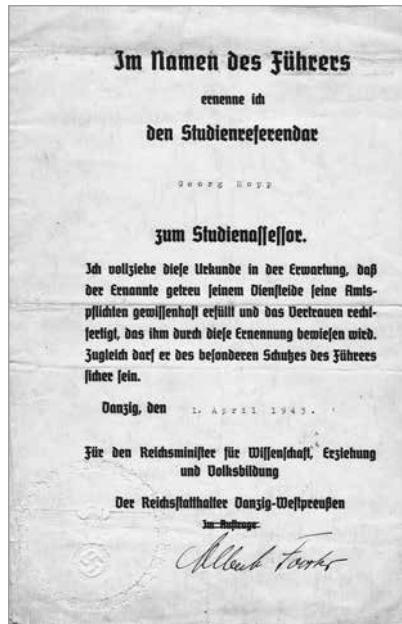 Im Namen des Führers
ernenne ich
den Studienreferendar
Georg Hopp
zum Studienassessor.
Ich vollziehe diese Urkunde in der Erwartung, daß
der Ernannte getreu seinem Diensteide seine Amts-
pflichten gewissenhaft erfüllt und das Vertrauen recht-
fertigt, das ihm durch diese Ernennung bewiesen wird.
Zugleich darf er des besonderen Schutzes des Führers
sicher sein.
Danzig, den 1. April 1943.
Für den Reichsminister für Wissenschaft, Erziehung
und Volksbildung
Der Reichsstatthalter Danzig-Westpreußen
Im Auftrage
Albert Forster